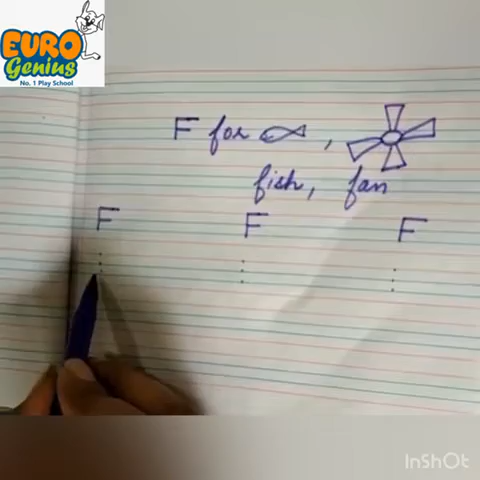 EURO
Genius
No. 1 Play School
F for ,
fish, fan
F F F
InShOt